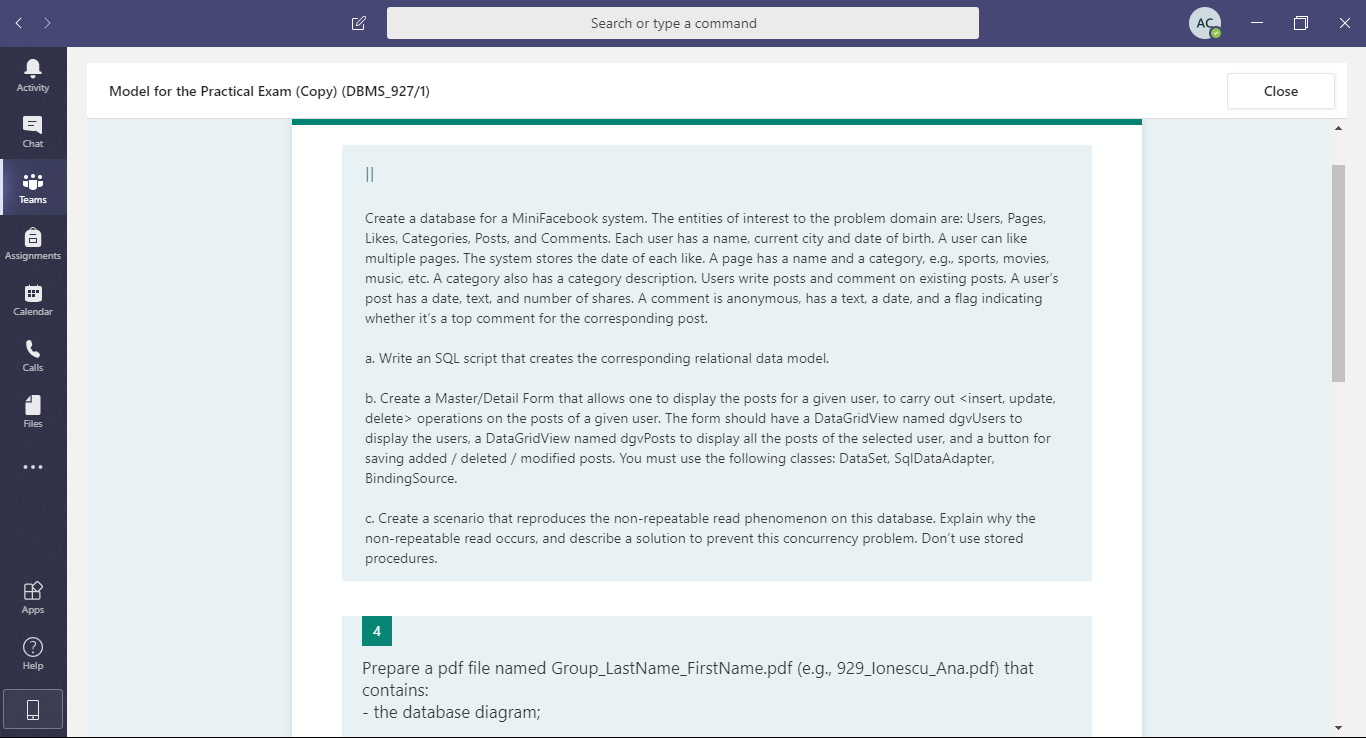 Search or type a command
AC
Activity
Chat
Teams
Assignments
Calendar
Calls
Files
Apps
Help
Model for the Practical Exam (Copy) (DBMS_927/1)
Close
||
Create a database for a MiniFacebook system. The entities of interest to the problem domain are: Users, Pages,
Likes, Categories, Posts, and Comments. Each user has a name, current city and date of birth. A user can like
multiple pages. The system stores the date of each like. A page has a name and a category, e.g., sports, movies,
music, etc. A category also has a category description. Users write posts and comment on existing posts. A user's
post has a date, text, and number of shares. A comment is anonymous, has a text, a date, and a flag indicating
whether it's a top comment for the corresponding post.
a. Write an SQL script that creates the corresponding relational data model.
b. Create a Master/Detail Form that allows one to display the posts for a given user, to carry out <insert, update,
delete> operations on the posts of a given user. The form should have a DataGridView named dgvUsers to
display the users, a DataGridView named dgvPosts to display all the posts of the selected user, and a button for
saving added / deleted / modified posts. You must use the following classes: DataSet, SqlDataAdapter,
BindingSource.
c. Create a scenario that reproduces the non-repeatable read phenomenon on this database. Explain why the
non-repeatable read occurs, and describe a solution to prevent this concurrency problem. Don't use stored
procedures.
4
Prepare a pdf file named Group_LastName_FirstName.pdf (e.g., 929_Ionescu_Ana.pdf) that
contains:
- the database diagram;